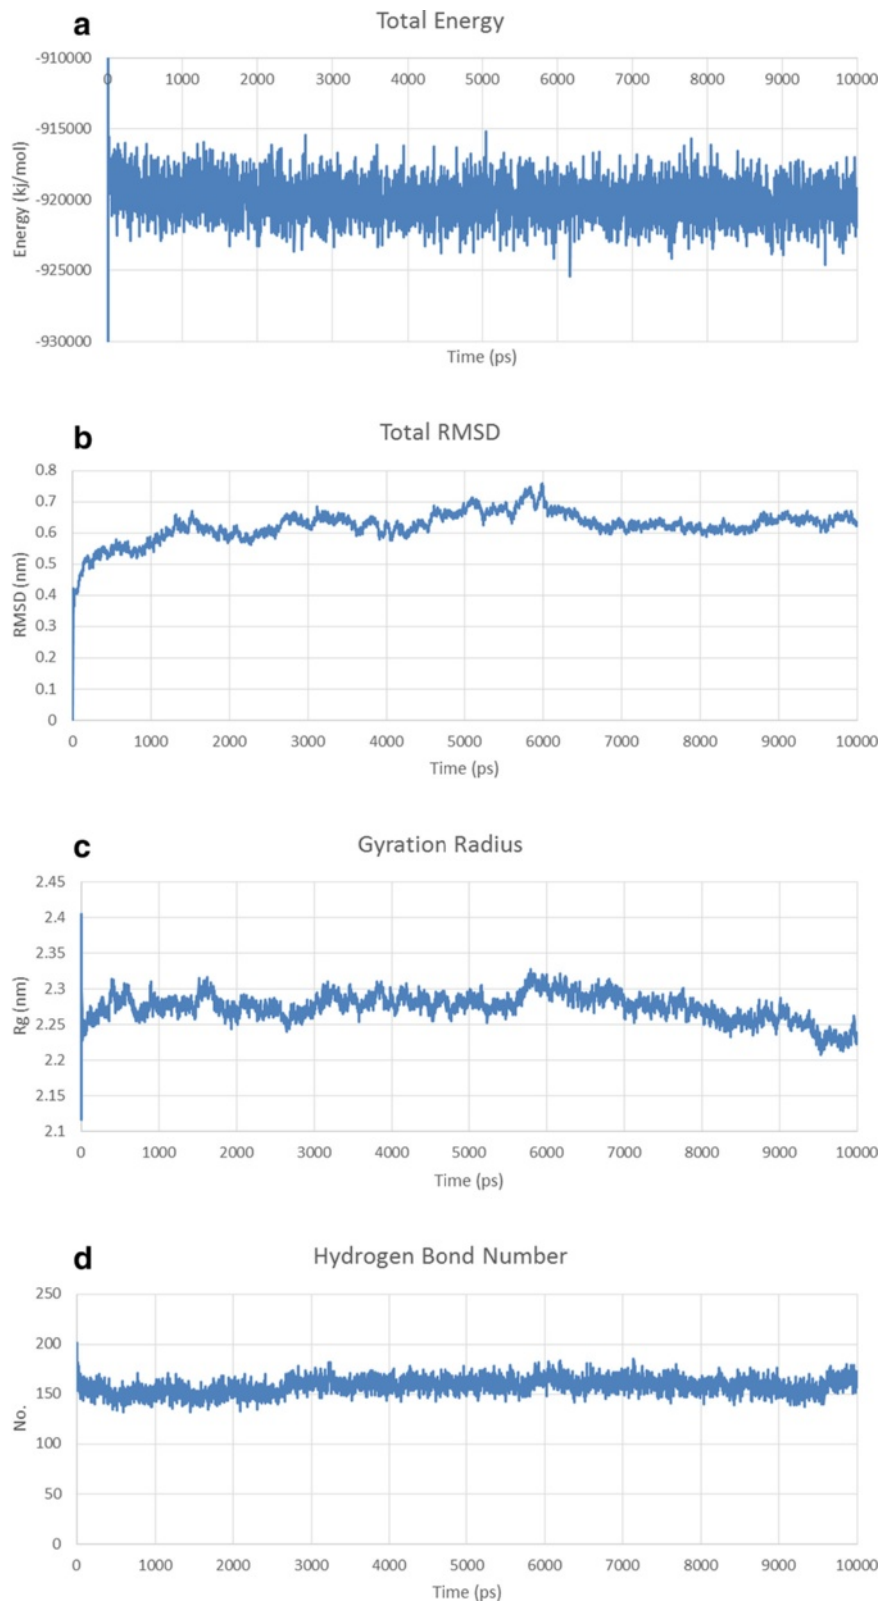 a
Total Energy
-910000
0 1000 2000 3000 4000 5000 6000 7000 8000 9000 10000
-915000
-920000
-925000
-930000
Energy (kj/mol)
Time (ps)
b
Total RMSD
0.8
0.7
0.6
0.5
0.4
0.3
0.2
0.1
0
RMSD (nm)
0 1000 2000 3000 4000 5000 6000 7000 8000 9000 10000
Time (ps)
c
Gyration Radius
2.45
2.4
2.35
2.3
2.25
2.2
2.15
2.1
Rg (nm)
0 1000 2000 3000 4000 5000 6000 7000 8000 9000 10000
Time (ps)
d
Hydrogen Bond Number
250
200
150
100
50
0
No.
0 1000 2000 3000 4000 5000 6000 7000 8000 9000 10000
Time (ps)